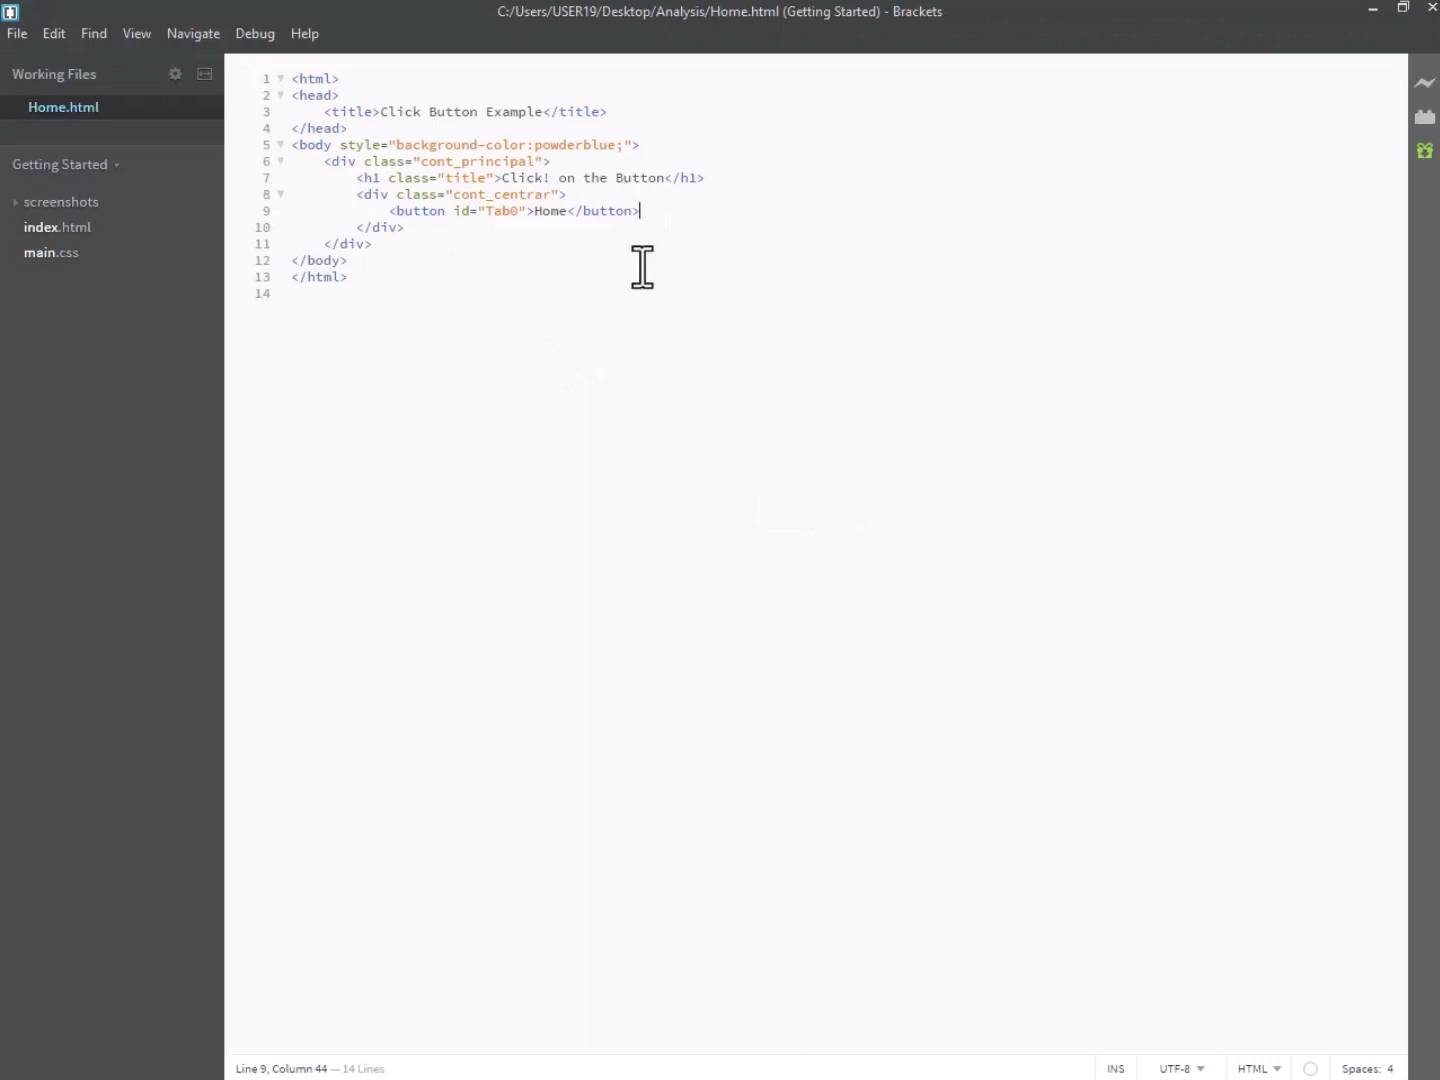 C:/Users/USER19/Desktop/Analysis/Home.html (Getting Started) - Brackets
File Edit Find View Navigate Debug Help
Working Files
Home.html
Getting Started
screenshots
index.html
main.css
1 <html>
2 <head>
3 <title>Click Button Example</title>
4 </head>
5 <body style="background-color:powderblue;">
6 <div class="cont_principal">
7 <h1 class="title">Click! on the Button</h1>
8 <div class="cont_centrar">
9 <button id="Tab0">Home</button>
10 </div>
11 </div>
12 </body>
13 </html>
14
Line 9, Column 44 — 14 Lines
INS UTF-8 HTML Spaces: 4